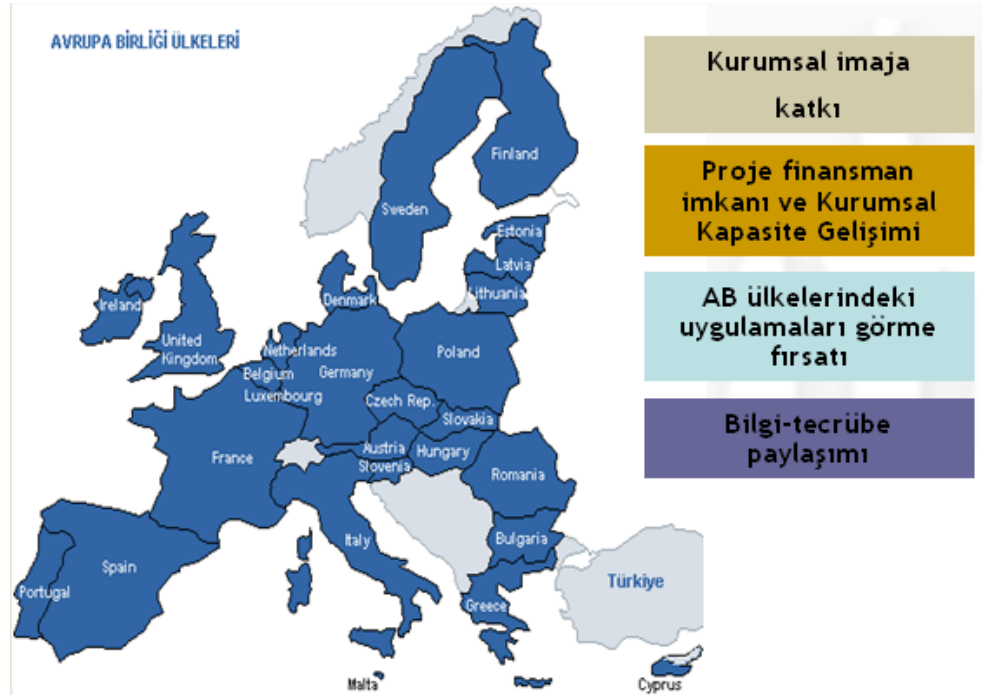 AVRUPA BİRLİĞİ ÜLKELERİ
Finland
Sweden
Estonia
Latvia
Lithuania
Denmark
Ireland
United
Kingdom
Netherlands
Belgium
Germany
Luxembourg
Poland
Czech Rep.
Slovakia
Austria
Hungary
Slovenia
France
Romania
Italy
Bulgaria
Spain
Portugal
Greece
Türkiye
Malta
Cyprus
Kurumsal imaja
katkı
Proje finansman
imkanı ve Kurumsal
Kapasite Gelişimi
AB ülkelerindeki
uygulamaları görme
fırsatı
Bilgi-tecrübe
paylaşımı